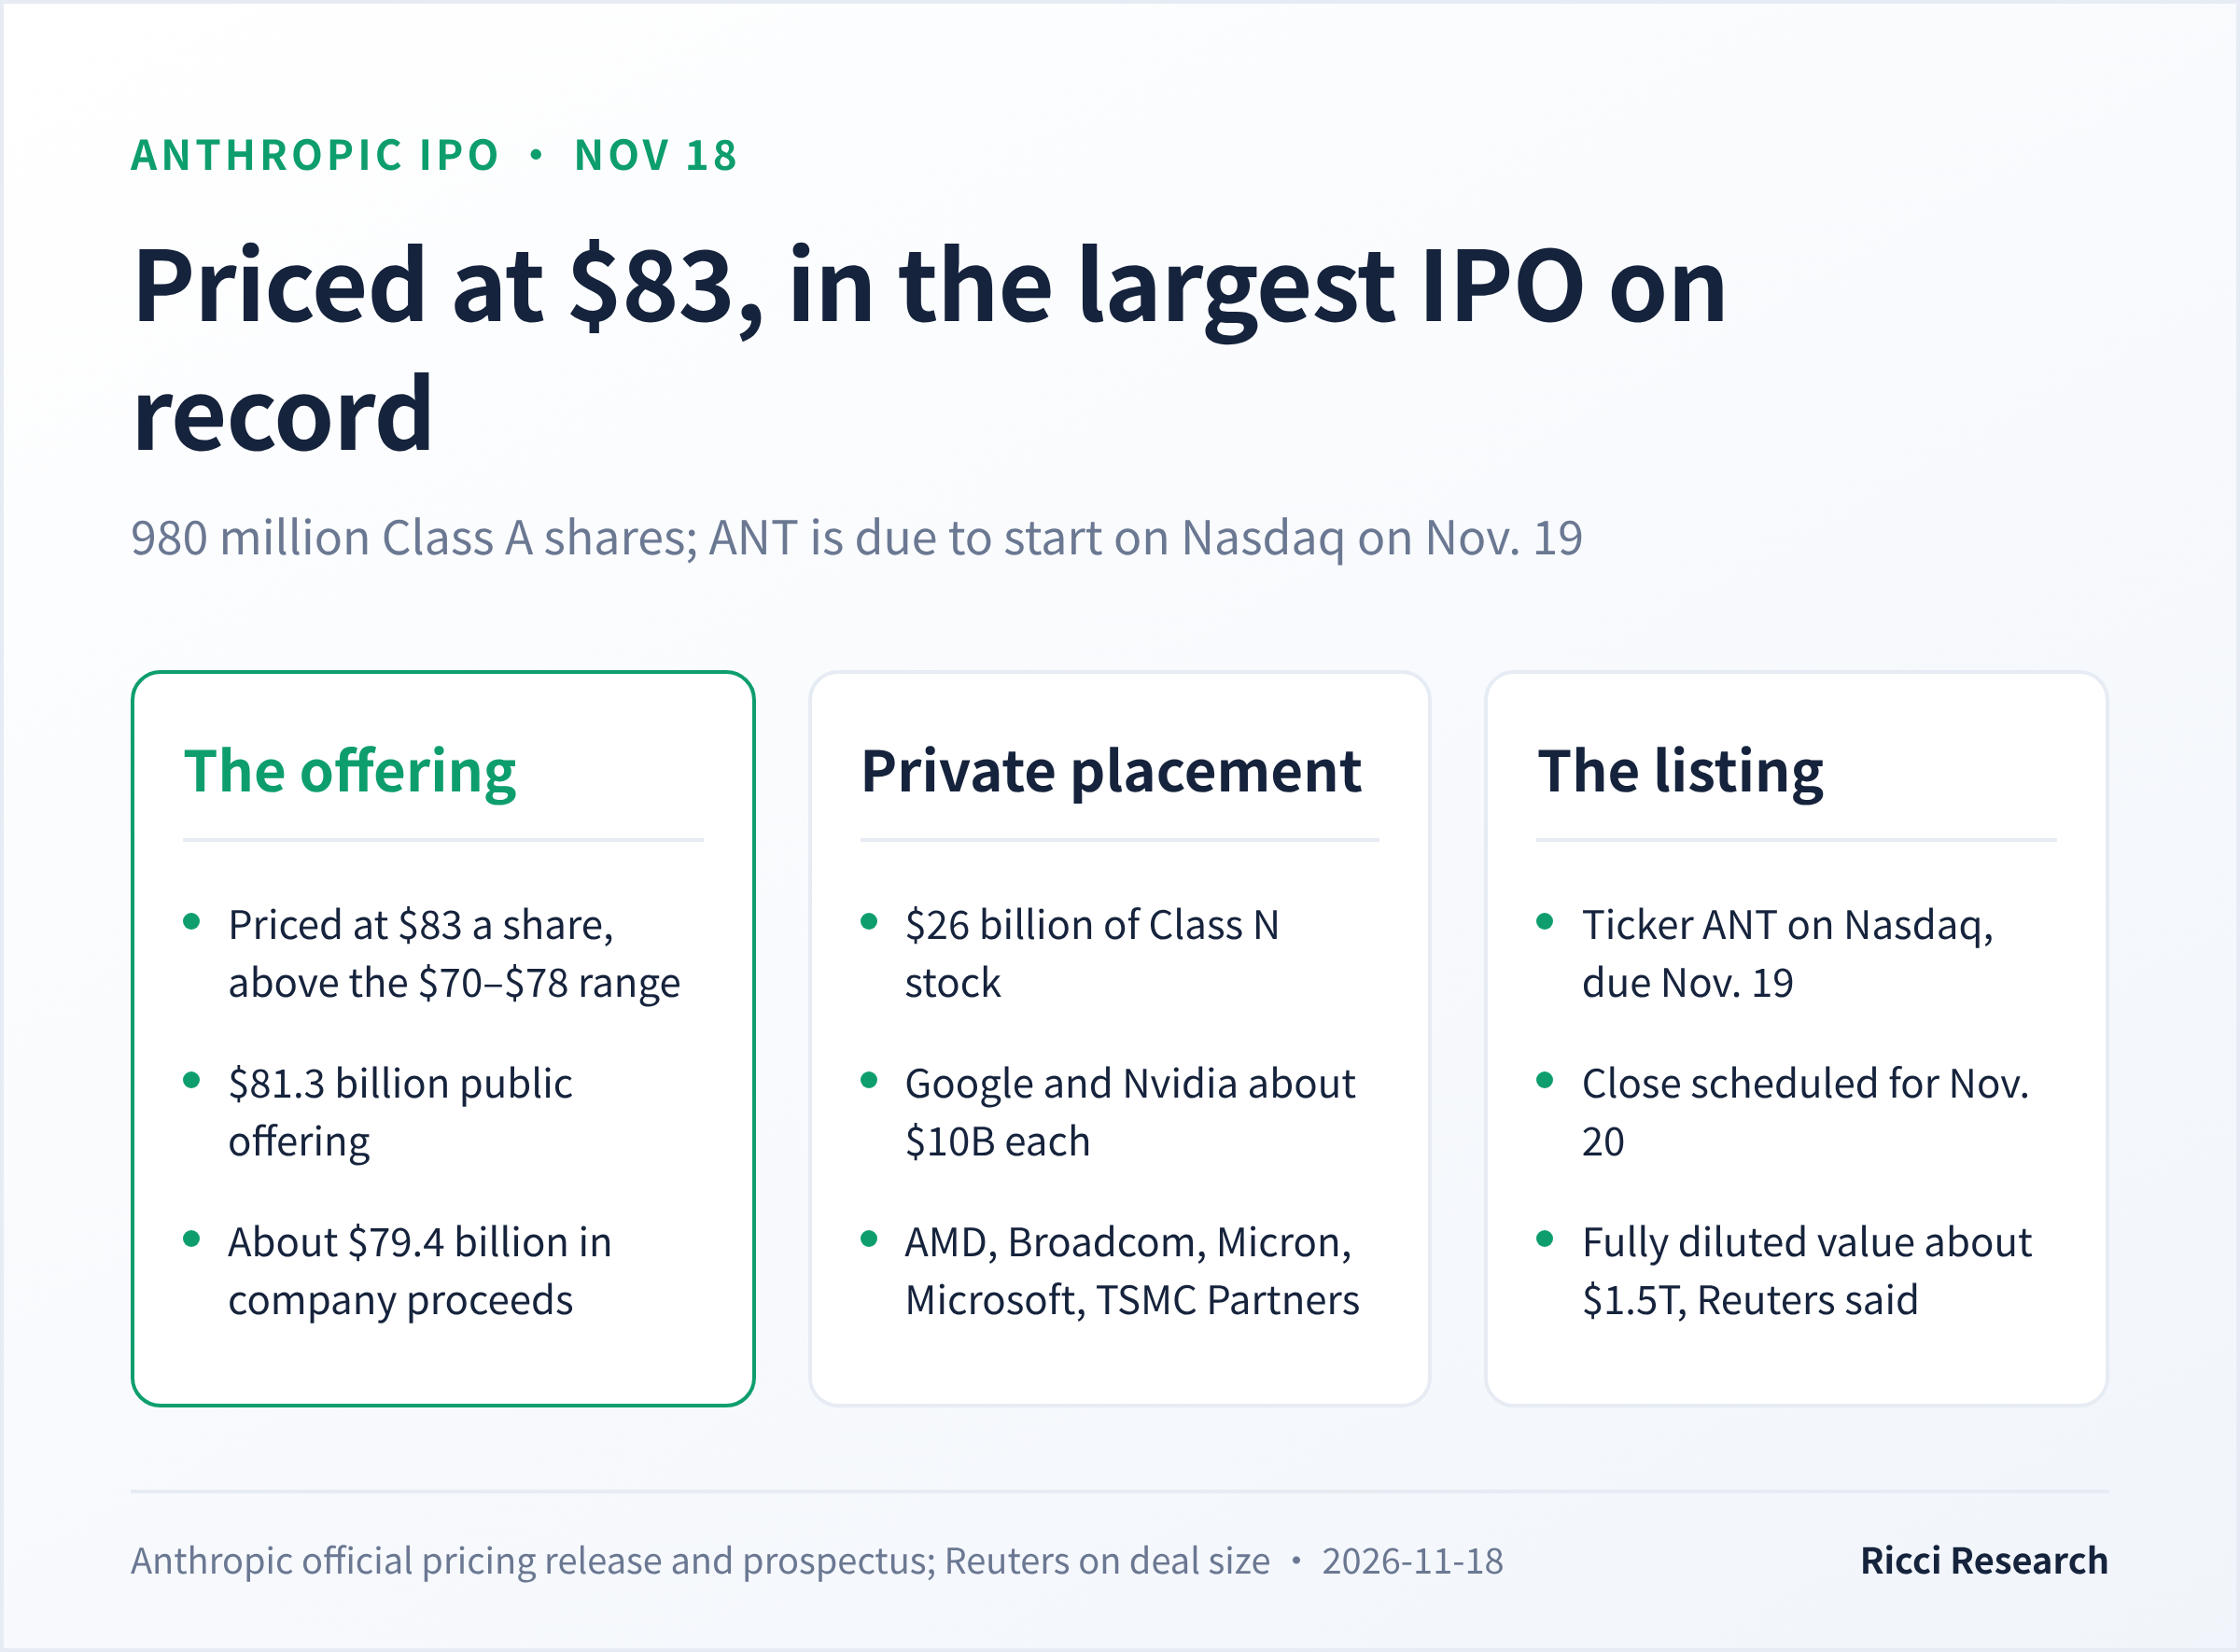 ANTHROPIC IPO • NOV 18
Priced at $83, in the largest IPO on
record
980 million Class A shares; ANT is due to start on Nasdaq on Nov. 19
The offering
• Priced at $83 a share,
above the $70–$78 range
• $81.3 billion public
offering
• About $79.4 billion in
company proceeds
Private placement
• $26 billion of Class N
stock
• Google and Nvidia about
$10B each
• AMD, Broadcom, Micron,
Microsoft, TSMC Partners
The listing
• Ticker ANT on Nasdaq,
due Nov. 19
• Close scheduled for Nov.
20
• Fully diluted value about
$1.5T, Reuters said
Anthropic official pricing release and prospectus; Reuters on deal size • 2026-11-18
Ricci Research